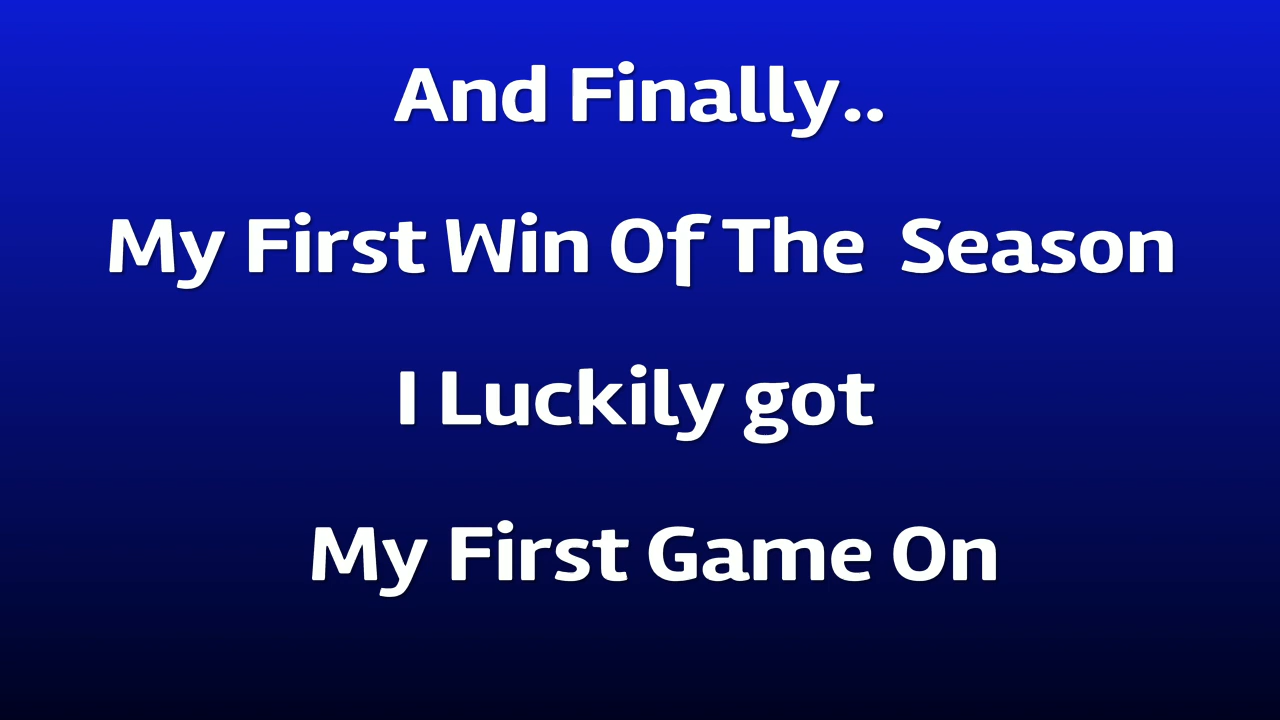 And Finally..
My First Win Of The  Season
I Luckily got
My First Game On